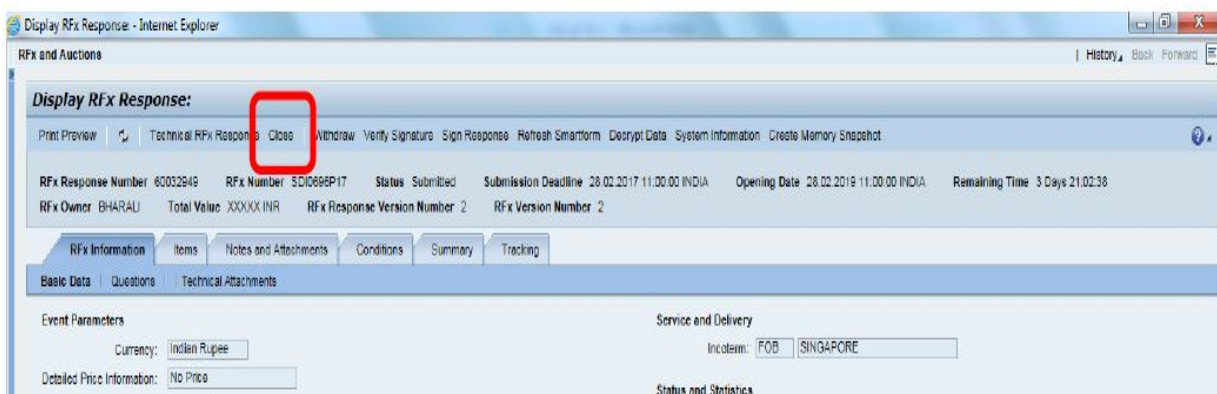 Display RFx Response: - Internet Explorer
RFx and Auctions
History Back Forward
Display RFx Response:
Print Preview Technical RFx Response Close Withdraw Verify Signature Sign Response Refresh Smartform Decrypt Data System Information Create Memory Snapshot
RFx Response Number 60032949 RFx Number SDI0696P17 Status Submitted Submission Deadline 28.02.2017 11:00:00 INDIA Opening Date 28.02.2019 11:00:00 INDIA Remaining Time 3 Days 21:02:38
RFx Owner BHARALI Total Value XXXXX INR RFx Response Version Number 2 RFx Version Number 2
RFx Information Items Notes and Attachments Conditions Summary Tracking
Basic Data Questions Technical Attachments
Event Parameters Service and Delivery
Currency: Indian Rupee Incoterm: FOB SINGAPORE
Detailed Price Information: No Price
Status and Statistics